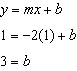 y = mx + b
1 = −2(1) + b
3 = b